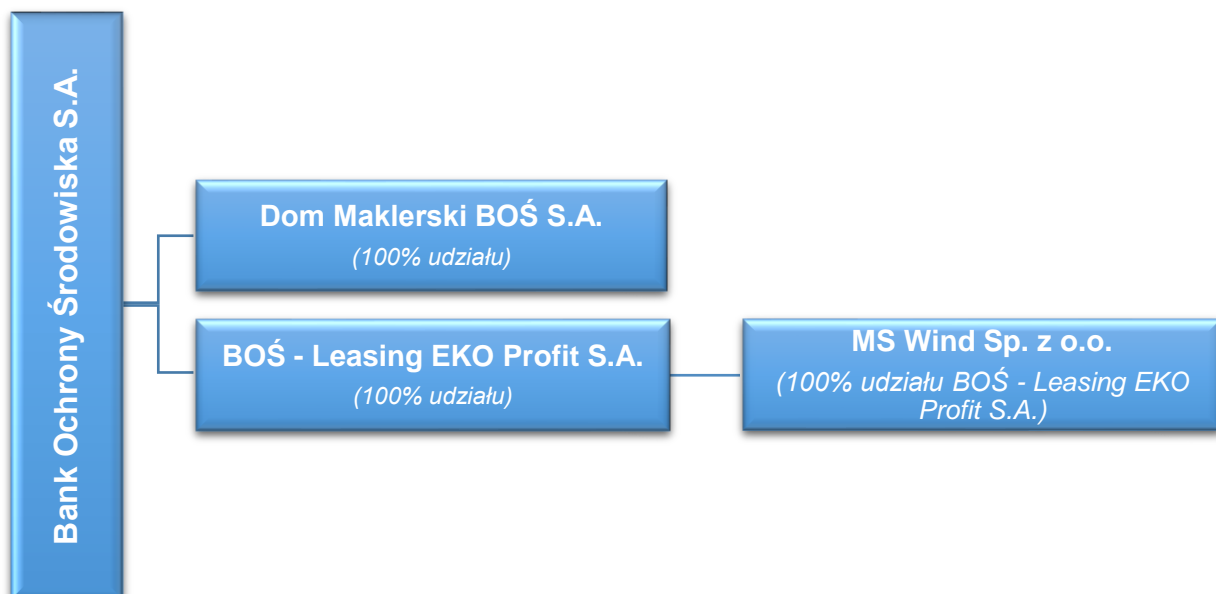 Bank Ochrony Środowiska S.A.
Dom Maklerski BOŚ S.A.
(100% udziału)
BOŚ - Leasing EKO Profit S.A.
(100% udziału)
MS Wind Sp. z o.o.
(100% udziału BOŚ - Leasing EKO
Profit S.A.)